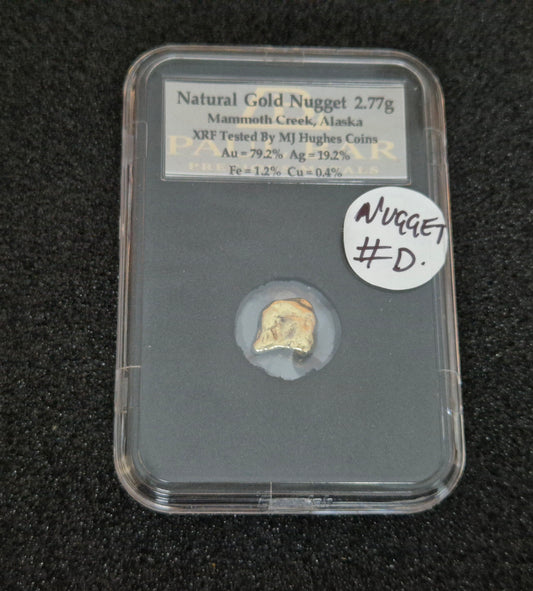 Natural Gold Nugget 2.77g
Mammoth Creek, Alaska
XRF Tested By MJ Hughes Coins
Au = 79.2% Ag = 19.2%
Fe = 1.2% Cu = 0.4%
NUGGET
#D.